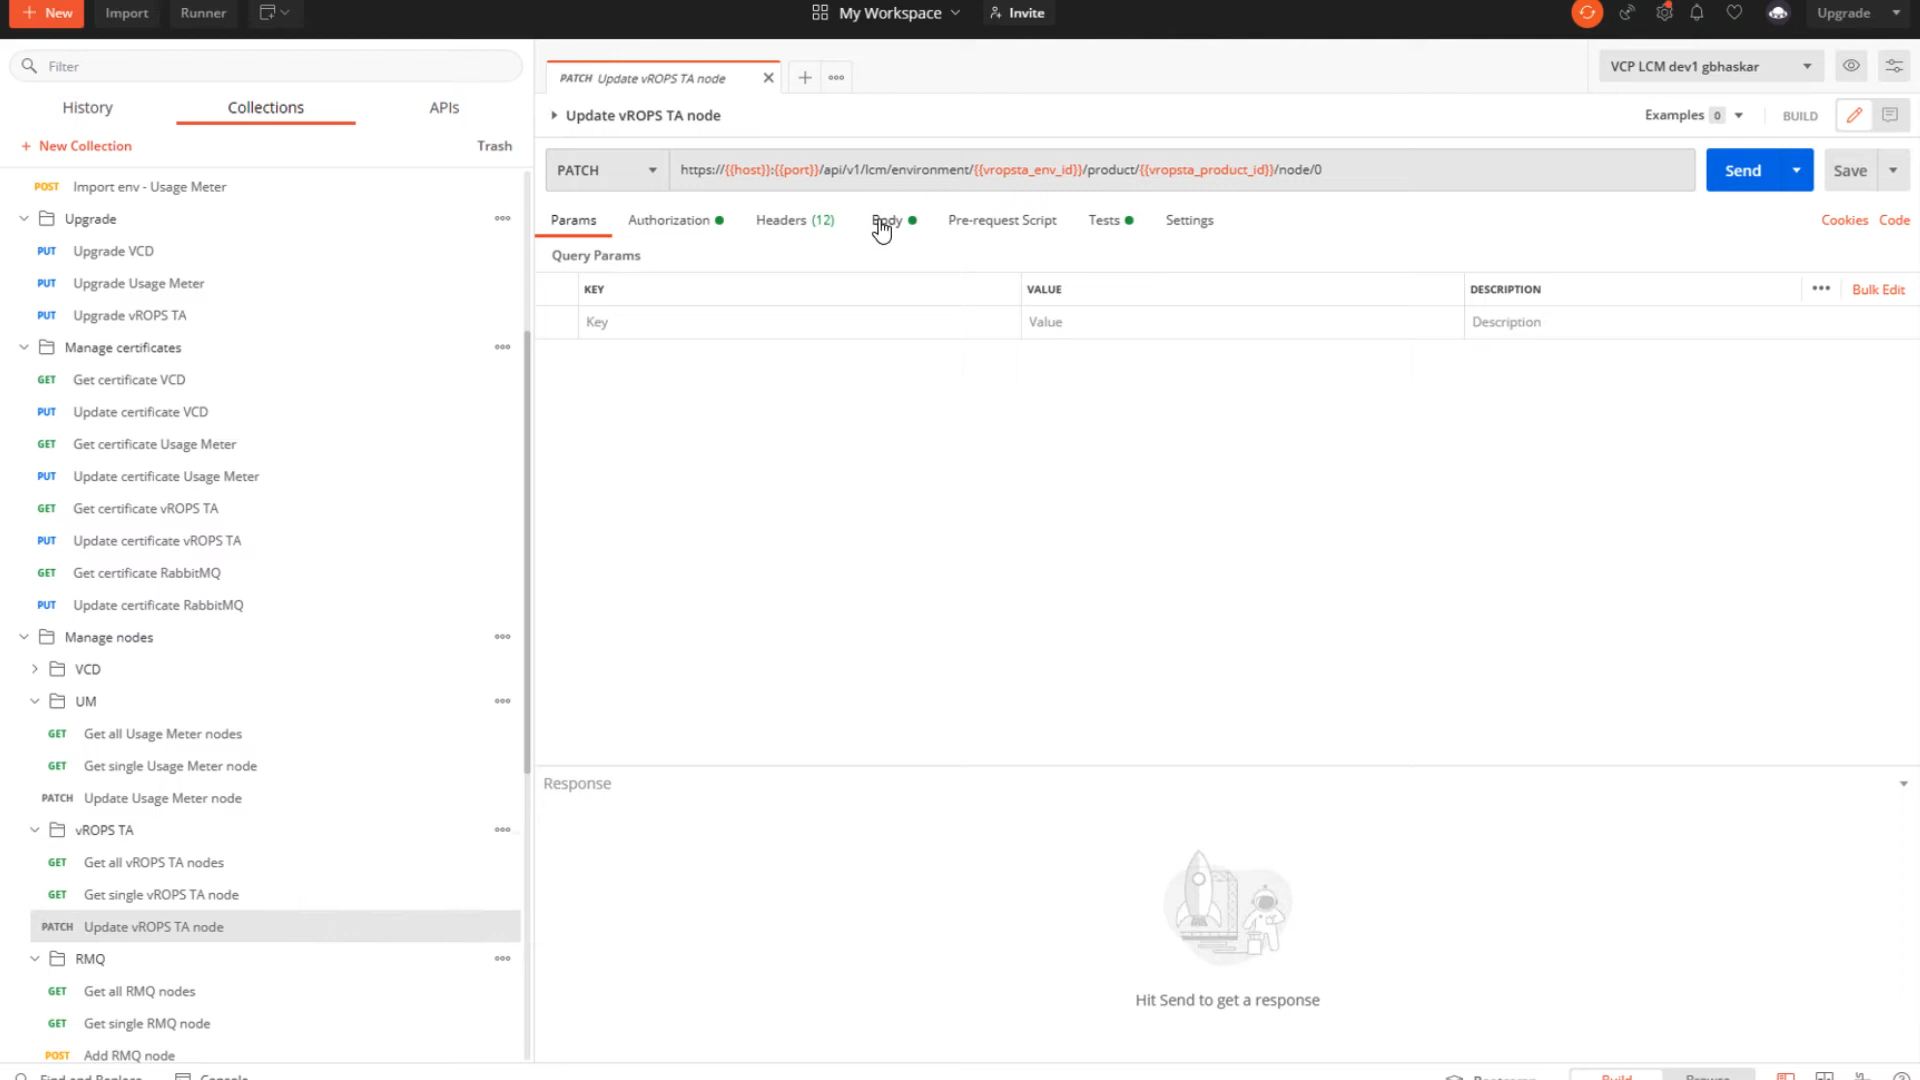 + New
Import
Runner
My Workspace
Invite
Upgrade
Filter
History
Collections
APIs
+ New Collection
Trash
POST Import env - Usage Meter
Upgrade
PUT Upgrade VCD
PUT Upgrade Usage Meter
PUT Upgrade vROPS TA
Manage certificates
GET Get certificate VCD
PUT Update certificate VCD
GET Get certificate Usage Meter
PUT Update certificate Usage Meter
GET Get certificate vROPS TA
PUT Update certificate vROPS TA
GET Get certificate RabbitMQ
PUT Update certificate RabbitMQ
Manage nodes
VCD
UM
GET Get all Usage Meter nodes
GET Get single Usage Meter node
PATCH Update Usage Meter node
vROPS TA
GET Get all vROPS TA nodes
GET Get single vROPS TA node
PATCH Update vROPS TA node
RMQ
GET Get all RMQ nodes
GET Get single RMQ node
POST Add RMQ node
Find and Replace
Console
PATCH Update vROPS TA node
VCP LCM dev1 gbhaskar
Update vROPS TA node
Examples 0
BUILD
PATCH
https://{{host}}:{{port}}/api/v1/lcm/environment/{{vropsta_env_id}}/product/{{vropsta_product_id}}/node/0
Send
Save
Params
Authorization
Headers (12)
Body
Pre-request Script
Tests
Settings
Cookies
Code
Query Params
KEY
VALUE
DESCRIPTION
Bulk Edit
Key
Value
Description
Response
Hit Send to get a response
Bootcamp
Build
Browse